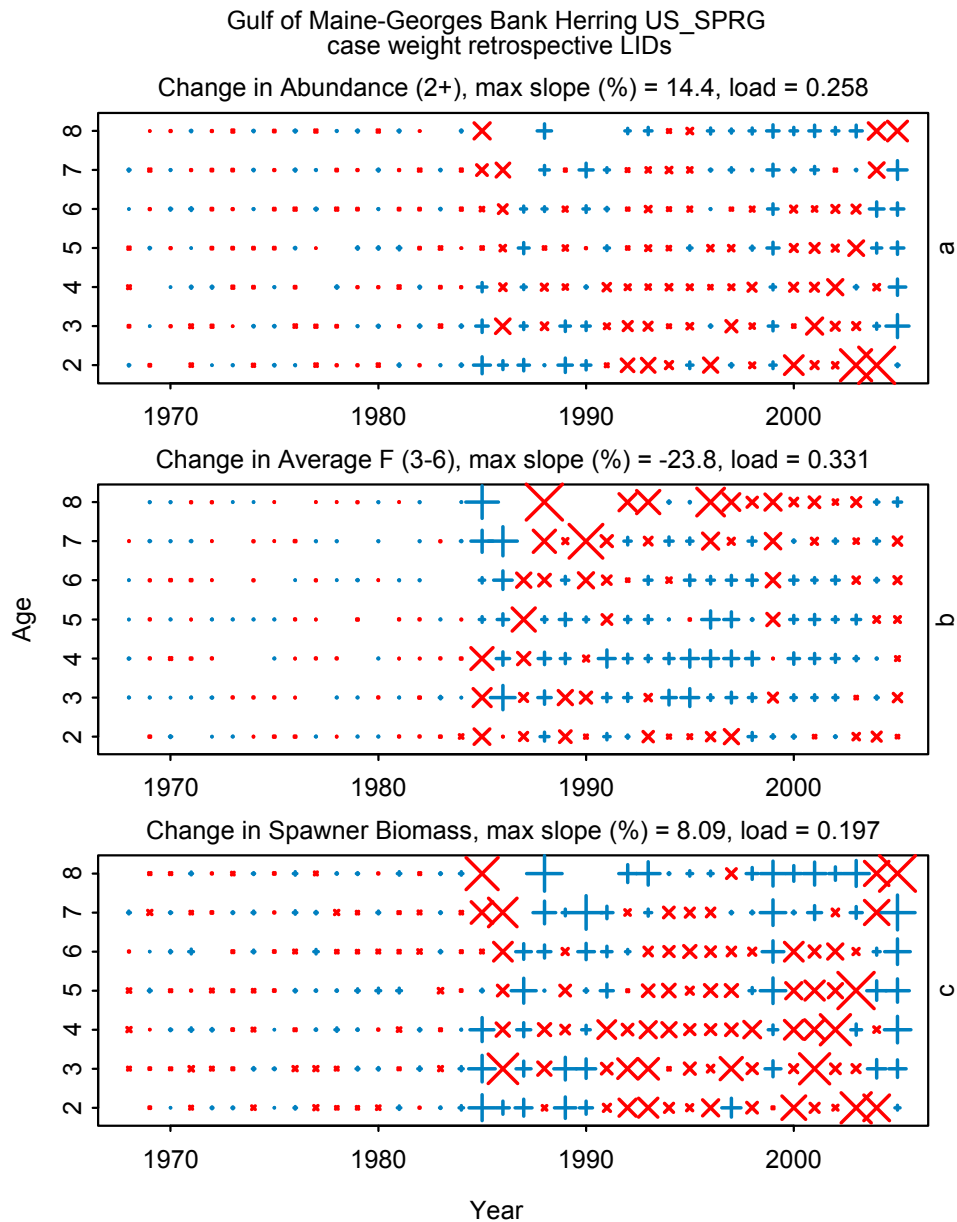 Gulf of Maine-Georges Bank Herring US_SPRG
case weight retrospective LIDs
Change in Abundance (2+), max slope (%) = 14.4, load = 0.258
8
7
6
5
4
3
2
a
1970 1980 1990 2000
Change in Average F (3-6), max slope (%) = -23.8, load = 0.331
8
7
6
5
4
3
2
Age
b
1970 1980 1990 2000
Change in Spawner Biomass, max slope (%) = 8.09, load = 0.197
8
7
6
5
4
3
2
c
1970 1980 1990 2000
Year